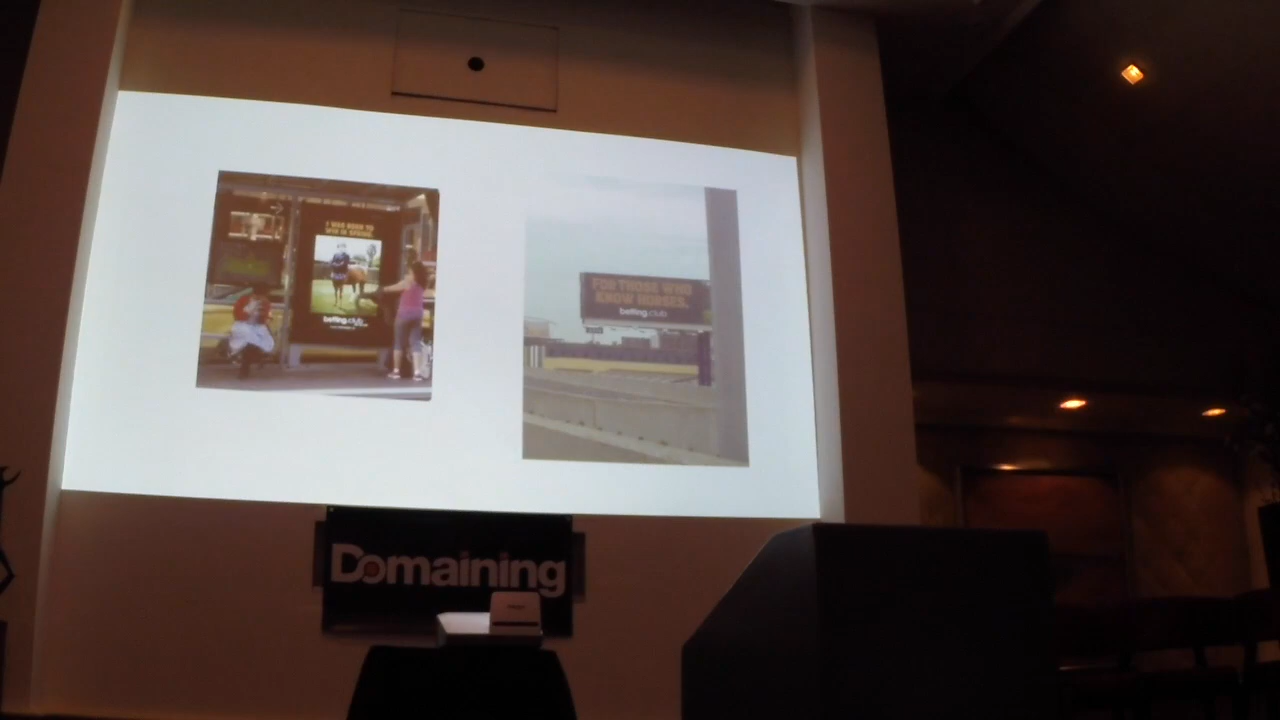 I WAS BORN TO
WIN IN SPRING.
betting.club
FOR THOSE WHO
KNOW HORSES.
betting.club
Domaining